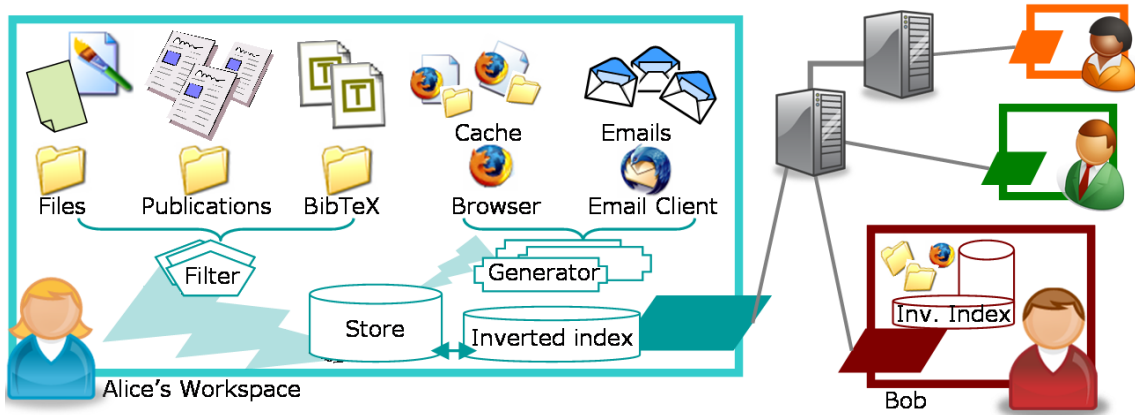 Cache
Emails
Files
Publications
BibTeX
Browser
Email Client
Filter
Generator
Store
Inverted index
Inv. Index
Alice’s Workspace
Bob